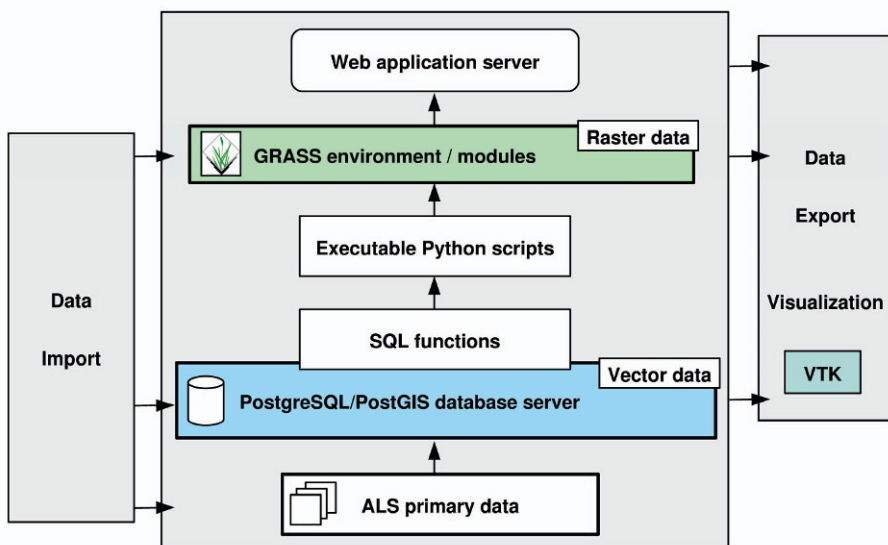 Web application server
Raster data
GRASS environment / modules
Executable Python scripts
SQL functions
Vector data
PostgreSQL/PostGIS database server
ALS primary data
Data
Import
Data
Export
Visualization
VTK